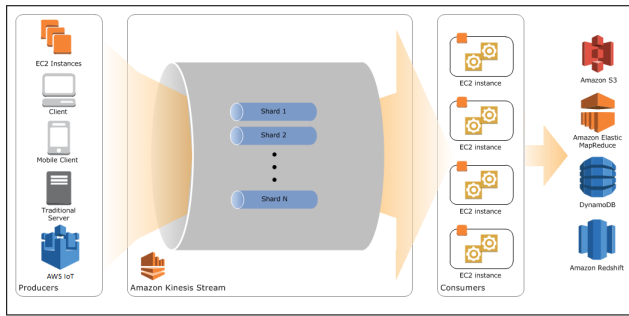 EC2 Instances
Client
Mobile Client
Traditional
Server
AWS IoT
Producers
Shard 1
Shard 2
Shard N
Amazon Kinesis Stream
EC2 instance
EC2 instance
EC2 instance
EC2 instance
Consumers
Amazon S3
Amazon Elastic
MapReduce
DynamoDB
Amazon Redshift